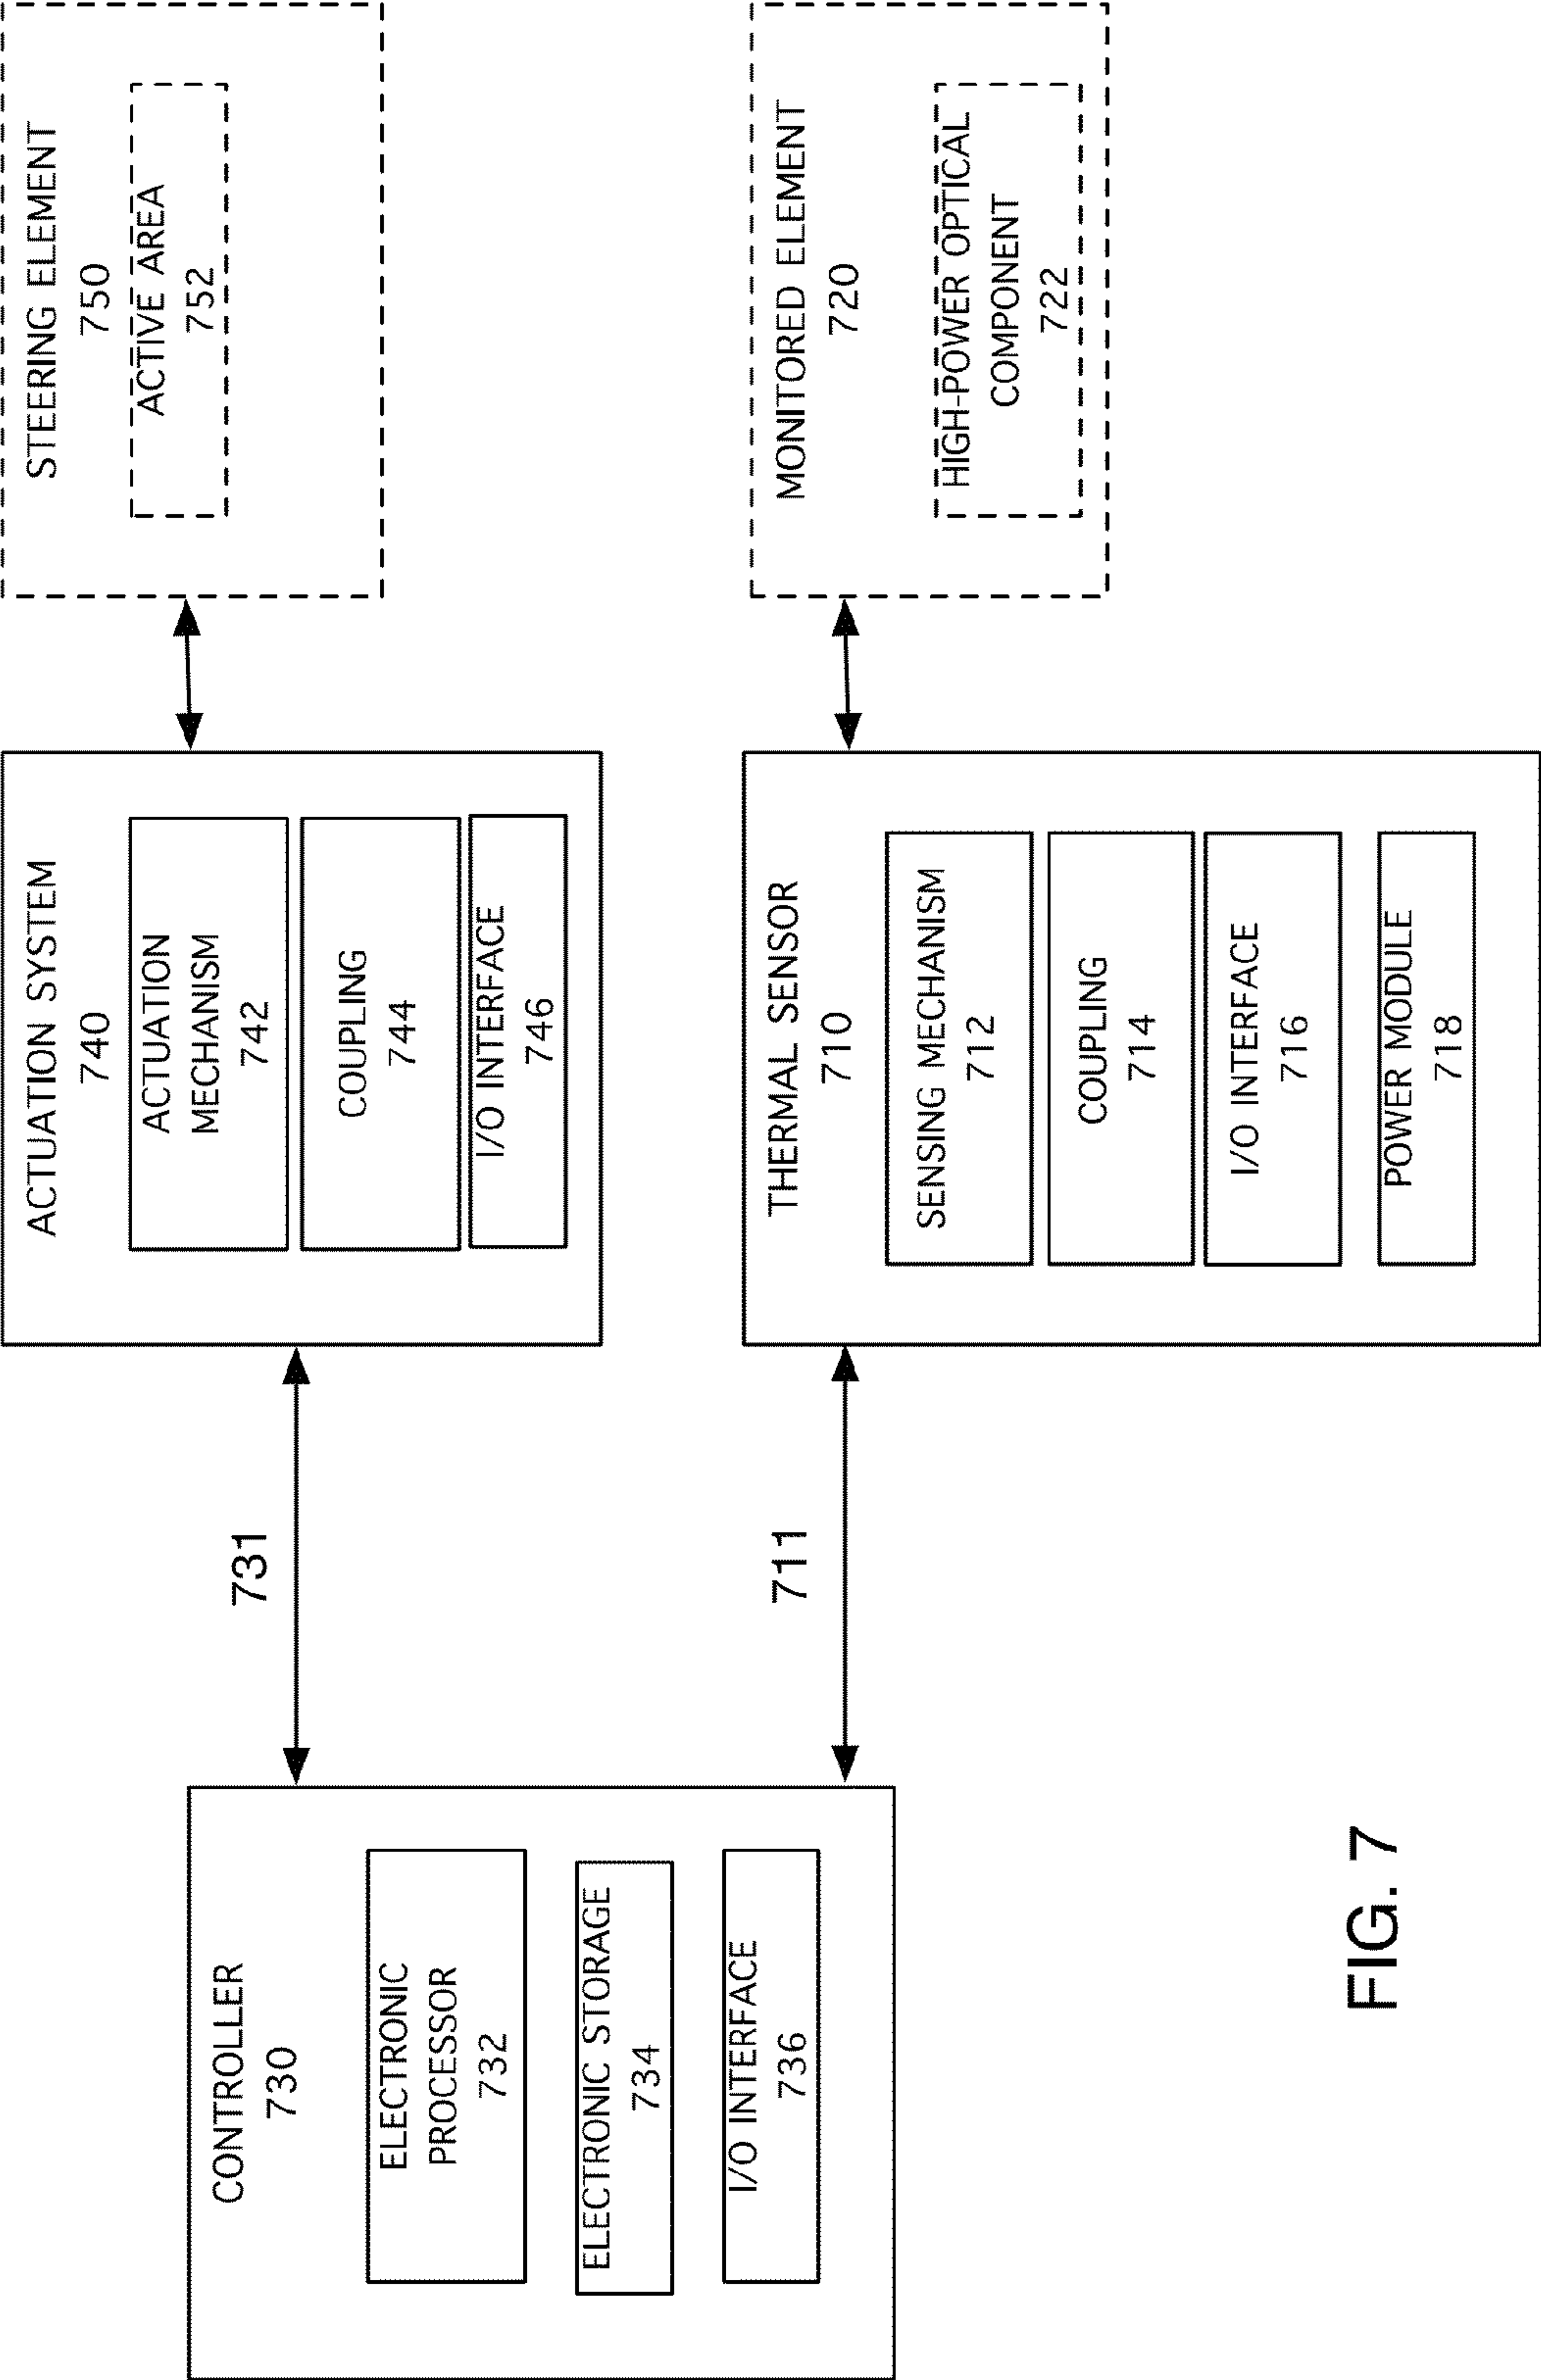 CONTROLLER
730
ELECTRONIC
PROCESSOR
732
ELECTRONIC STORAGE
734
I/O INTERFACE
736
731
711
ACTUATION SYSTEM
740
ACTUATION
MECHANISM
742
COUPLING
744
I/O INTERFACE
746
THERMAL SENSOR
710
SENSING MECHANISM
712
COUPLING
714
I/O INTERFACE
716
POWER MODULE
718
STEERING ELEMENT
750
ACTIVE AREA
752
MONITORED ELEMENT
720
HIGH-POWER OPTICAL
COMPONENT
722
FIG. 7